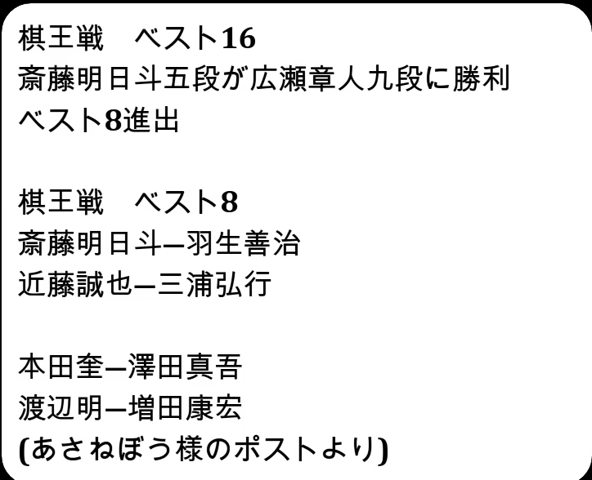 棋王戦　ベスト16
斎藤明日斗五段が広瀬章人九段に勝利
ベスト8進出
棋王戦　ベスト8
斎藤明日斗―羽生善治
近藤誠也―三浦弘行
本田奎―澤田真吾
渡辺明―増田康宏
(あさねぼう様のポストより)